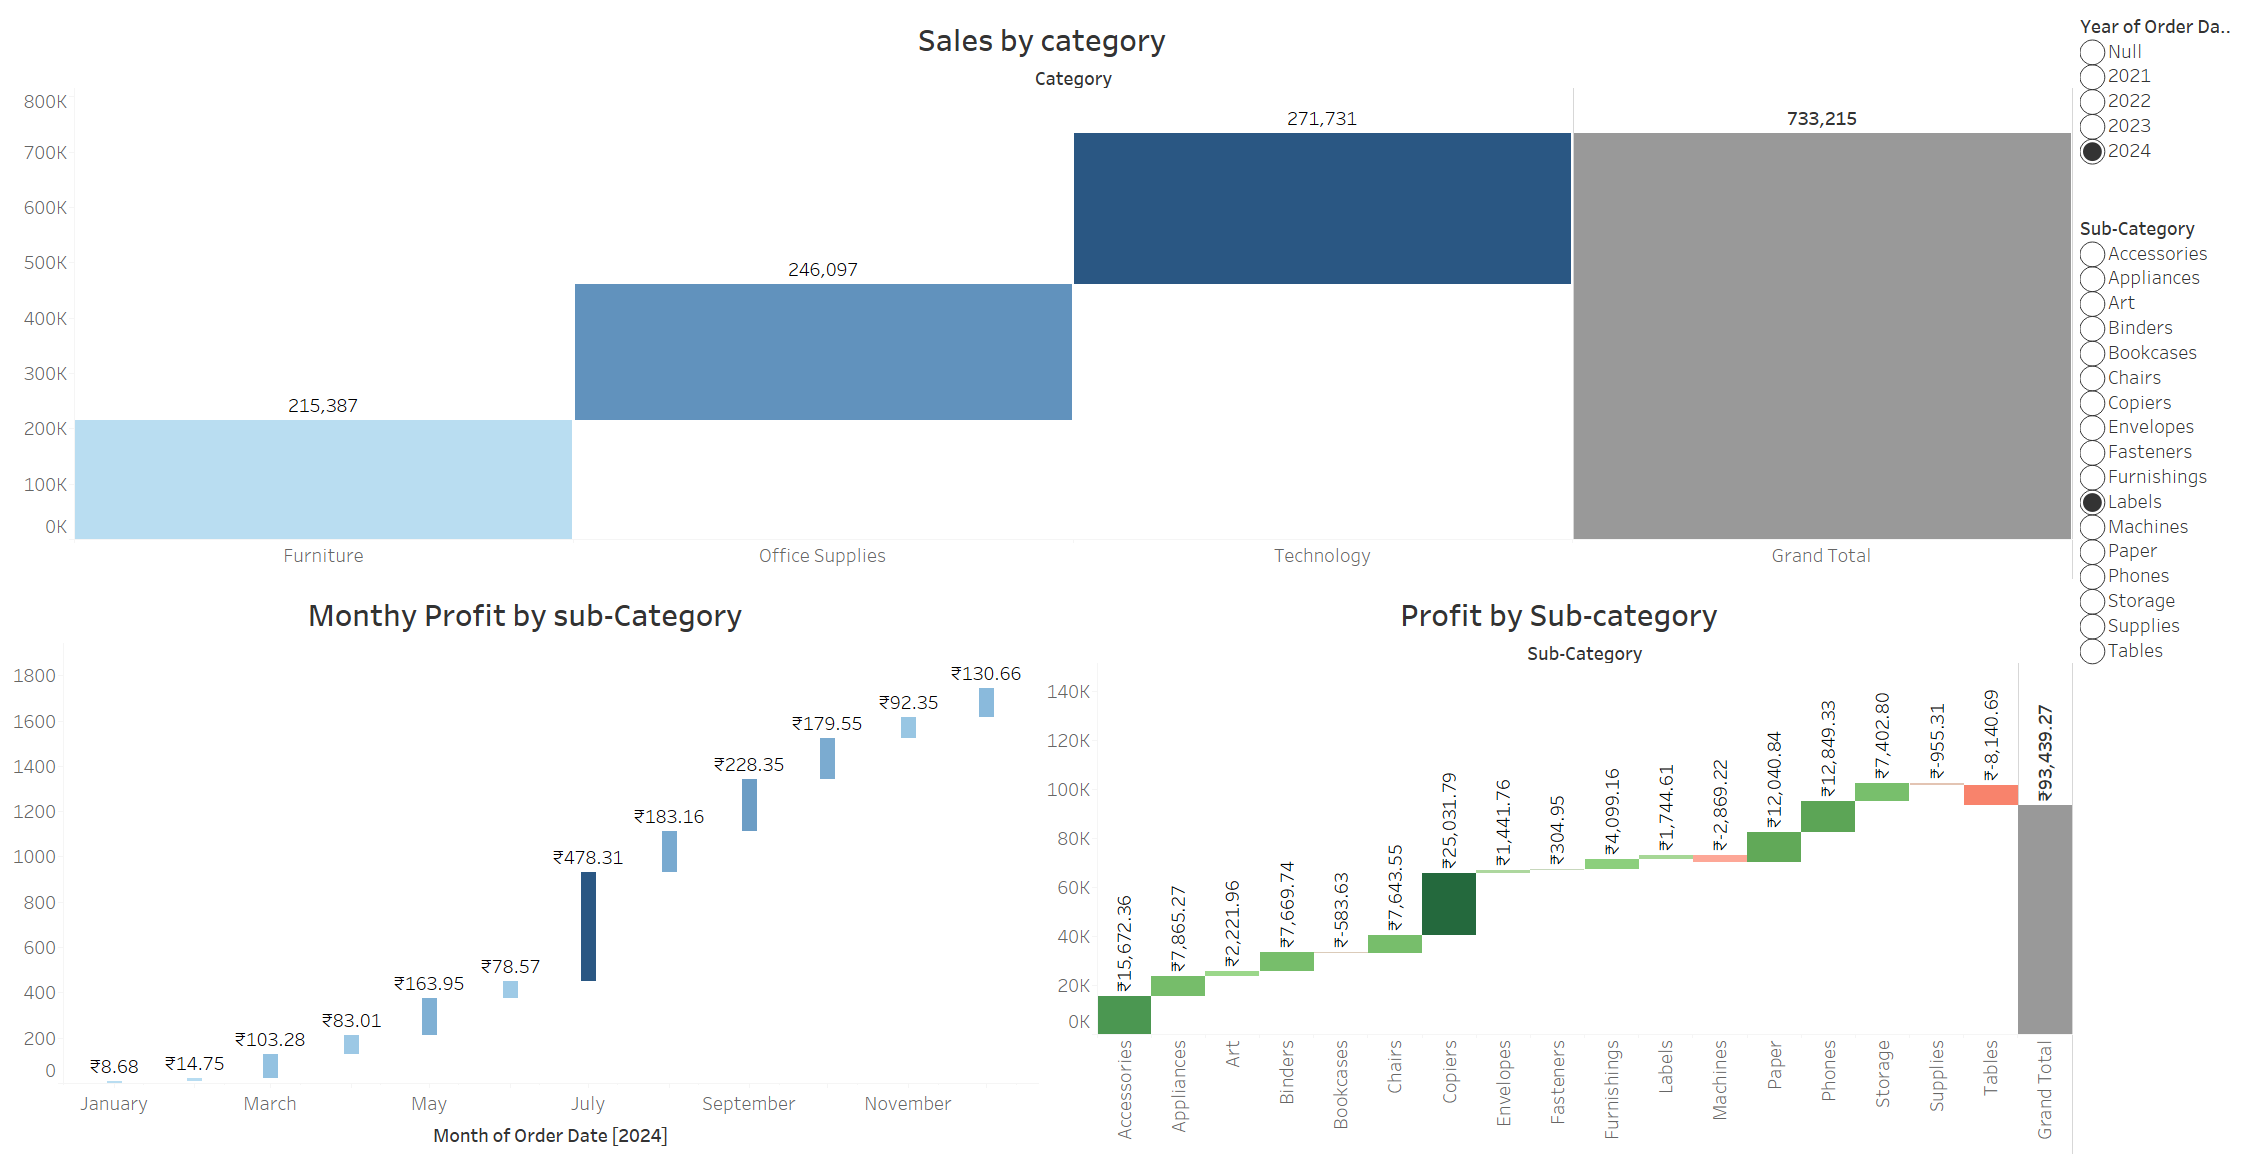 Sales by category
Category
800K
700K
600K
500K
400K
300K
200K
100K
0K
215,387
246,097
271,731
733,215
Furniture
Office Supplies
Technology
Grand Total
Year of Order Da..
Null
2021
2022
2023
2024
Sub-Category
Accessories
Appliances
Art
Binders
Bookcases
Chairs
Copiers
Envelopes
Fasteners
Furnishings
Labels
Machines
Paper
Phones
Storage
Supplies
Tables
Monthy Profit by sub-Category
1800
1600
1400
1200
1000
800
600
400
200
0
₹8.68
₹14.75
₹103.28
₹83.01
₹163.95
₹78.57
₹478.31
₹183.16
₹228.35
₹179.55
₹92.35
₹130.66
January
March
May
July
September
November
Month of Order Date [2024]
Profit by Sub-category
Sub-Category
140K
120K
100K
80K
60K
40K
20K
0K
₹15,672.36
₹7,865.27
₹2,221.96
₹7,669.74
₹-583.63
₹7,643.55
₹25,031.79
₹1,441.76
₹304.95
₹4,099.16
₹1,744.61
₹-2,869.22
₹12,040.84
₹12,849.33
₹7,402.80
₹-955.31
₹-8,140.69
₹93,439.27
Accessories
Appliances
Art
Binders
Bookcases
Chairs
Copiers
Envelopes
Fasteners
Furnishings
Labels
Machines
Paper
Phones
Storage
Supplies
Tables
Grand Total